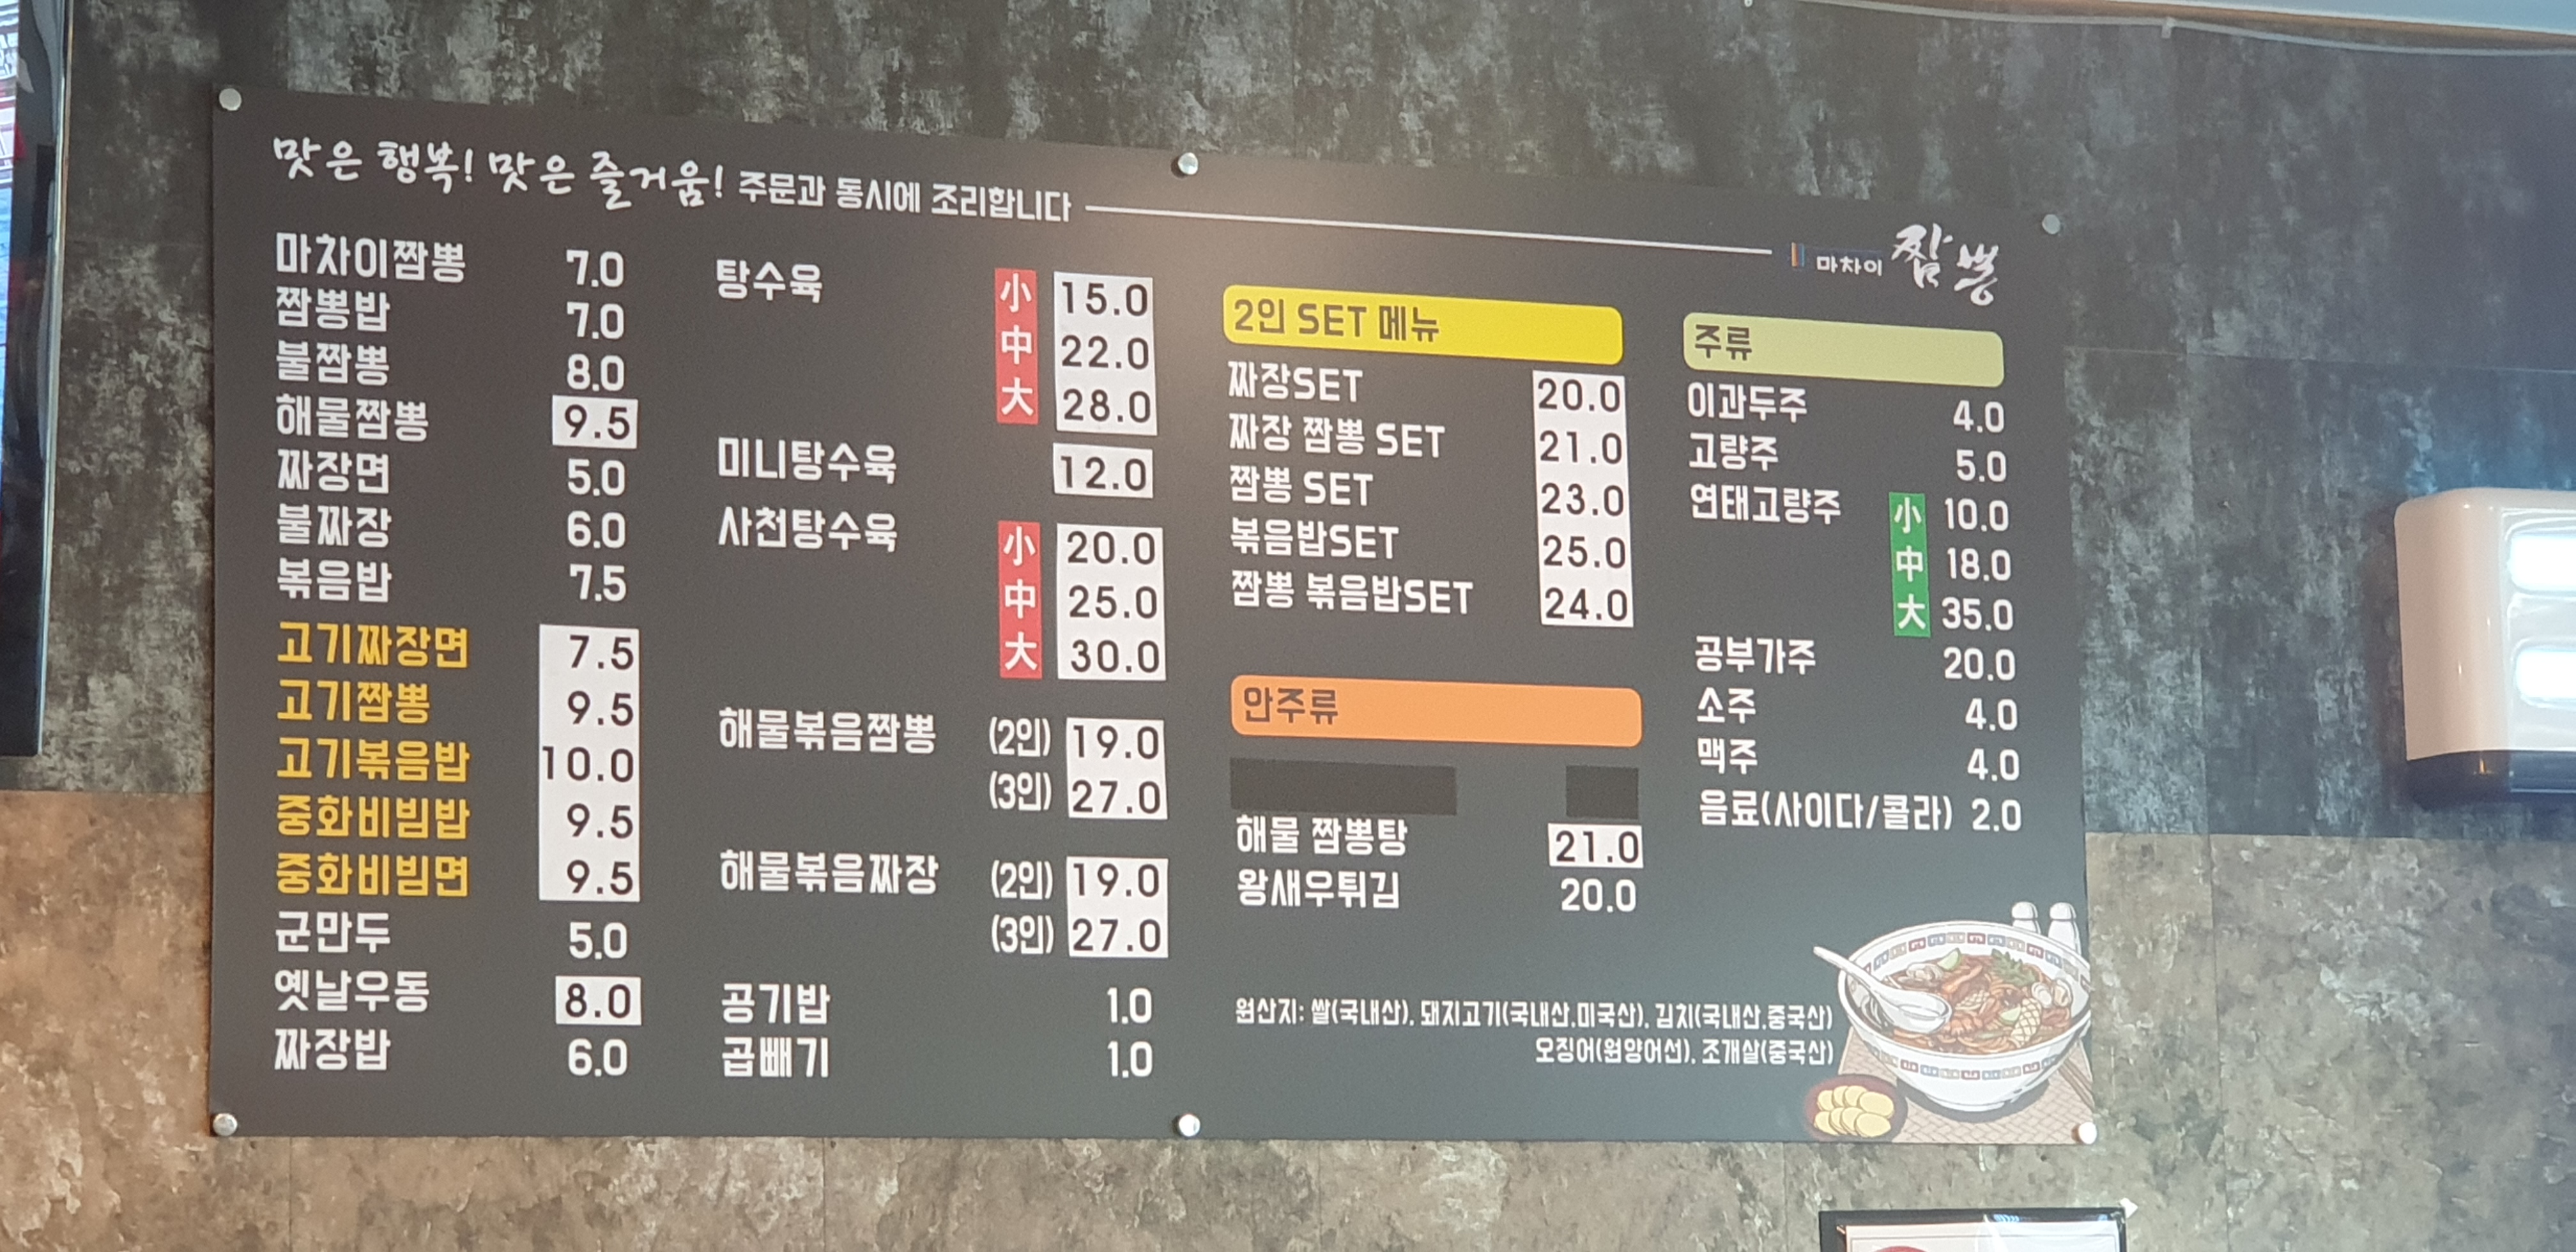 맛은 행복! 맛은 즐거움! 주문과 동시에 조리합니다
마차이 짬뽕
마차이짬뽕 7.0
짬뽕밥 7.0
불짬뽕 8.0
해물짬뽕 9.5
짜장면 5.0
불짜장 6.0
볶음밥 7.5
고기짜장면 7.5
고기짬뽕 9.5
고기볶음밥 10.0
중화비빔밥 9.5
중화비빔면 9.5
군만두 5.0
옛날우동 8.0
짜장밥 6.0
탕수육 小 15.0
中 22.0
大 28.0
미니탕수육 12.0
사천탕수육 小 20.0
中 25.0
大 30.0
해물볶음짬뽕 (2인) 19.0
(3인) 27.0
해물볶음짜장 (2인) 19.0
(3인) 27.0
공기밥 1.0
곱빼기 1.0
2인 SET 메뉴
짜장SET 20.0
짜장 짬뽕 SET 21.0
짬뽕 SET 23.0
볶음밥SET 25.0
짬뽕 볶음밥SET 24.0
안주류
해물 짬뽕탕 21.0
왕새우튀김 20.0
주류
이과두주 4.0
고량주 5.0
연태고량주 小 10.0
中 18.0
大 35.0
공부가주 20.0
소주 4.0
맥주 4.0
음료(사이다/콜라) 2.0
원산지: 쌀(국내산), 돼지고기(국내산,미국산), 김치(국내산,중국산)
오징어(원양어선), 조개살(중국산)